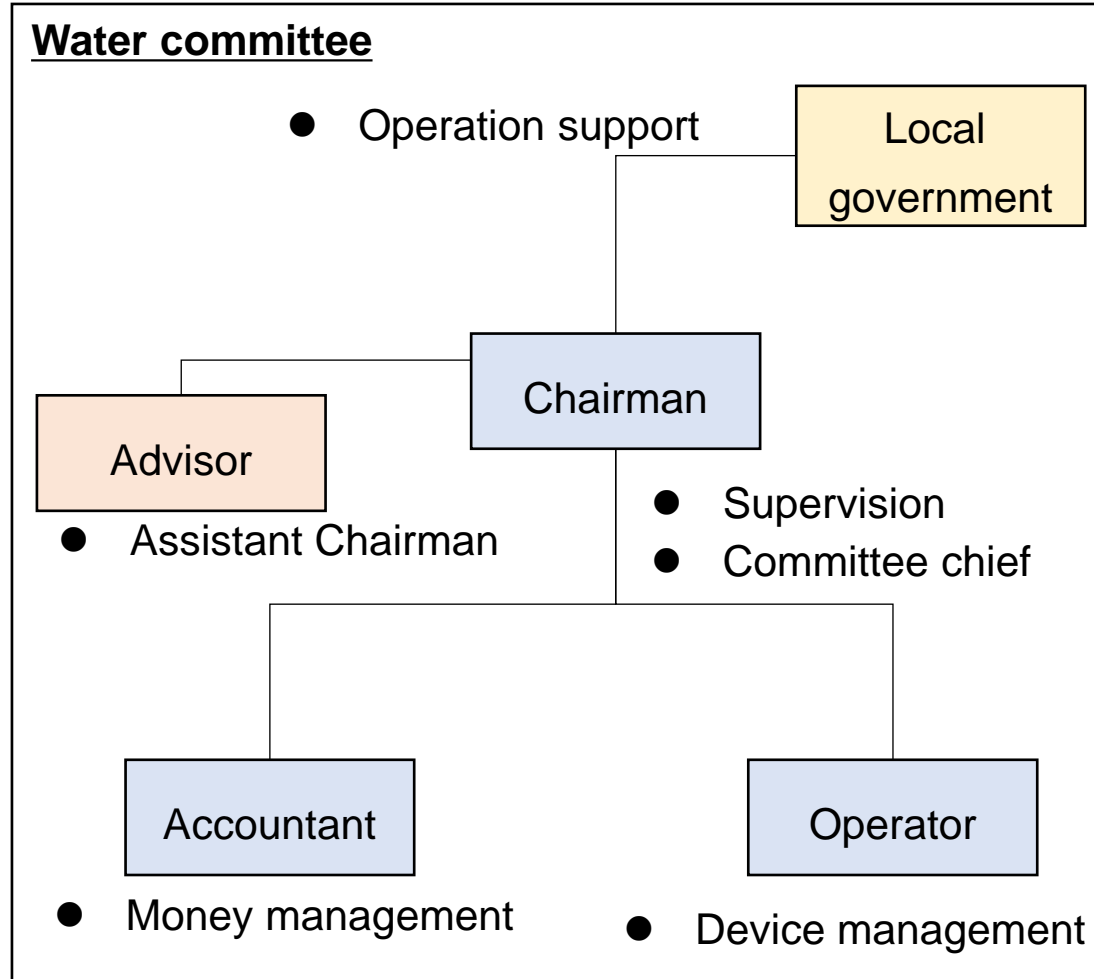 Water committee
● Operation support
Local
government
Chairman
Advisor
● Assistant Chairman
● Supervision
● Committee chief
Accountant
Operator
● Money management
● Device management